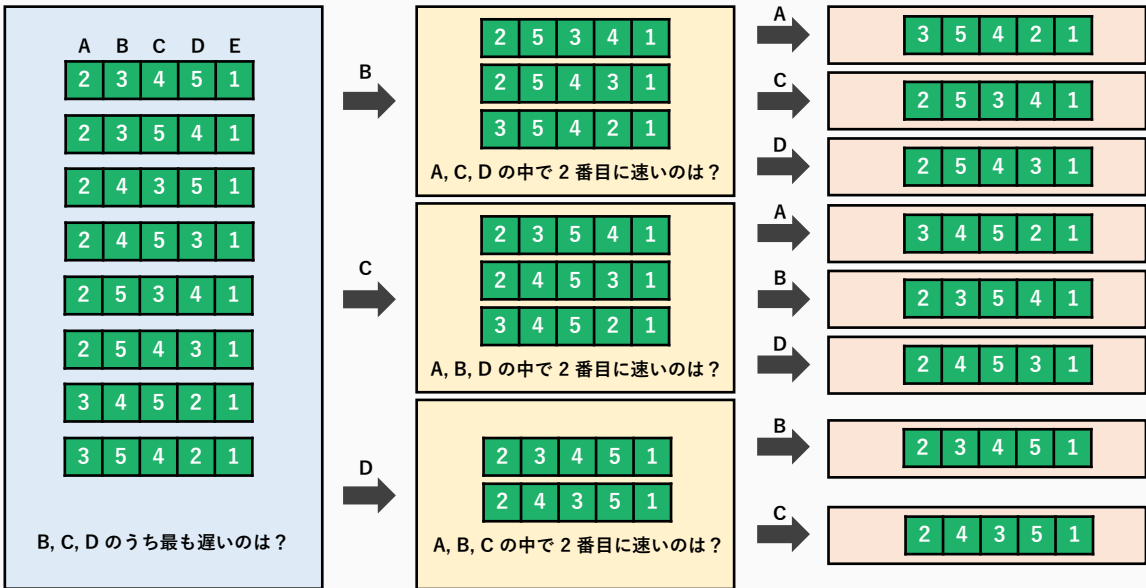 A B C D E
2 3 4 5 1
2 3 5 4 1
2 4 3 5 1
2 4 5 3 1
2 5 3 4 1
2 5 4 3 1
3 4 5 2 1
3 5 4 2 1
B, C, D のうち最も遅いのは？
B
2 5 3 4 1
2 5 4 3 1
3 5 4 2 1
A, C, D の中で 2 番目に速いのは？
C
2 3 5 4 1
2 4 5 3 1
3 4 5 2 1
A, B, D の中で 2 番目に速いのは？
D
2 3 4 5 1
2 4 3 5 1
A, B, C の中で 2 番目に速いのは？
A
3 5 4 2 1
C
2 5 3 4 1
D
2 5 4 3 1
A
3 4 5 2 1
B
2 3 5 4 1
D
2 4 5 3 1
B
2 3 4 5 1
C
2 4 3 5 1